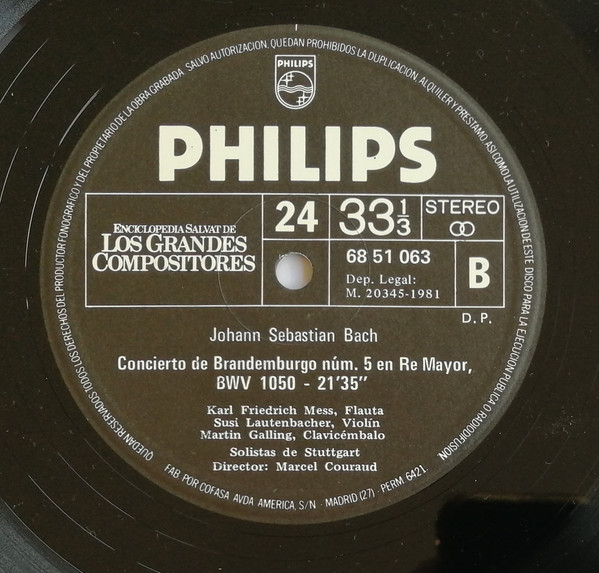 QUEDAN RESERVADOS TODOS LOS DERECHOS DEL PRODUCTOR FONOGRAFICO Y DEL PROPIETARIO DE LA OBRA GRABADA. SALVO AUTORIZACION, QUEDAN PROHIBIDOS LA DUPLICACION, ALQUILER Y PRESTAMO, ASI COMO LA UTILIZACION DE ESTE DISCO PARA LA EJECUCION PUBLICA O RADIODIFUSION.
PHILIPS
PHILIPS
ENCICLOPEDIA SALVAT DE
LOS GRANDES
COMPOSITORES
24
33 1/3
STEREO
68 51 063
Dep. Legal:
M. 20345-1981
B
D. P.
Johann Sebastian Bach
Concierto de Brandemburgo núm. 5 en Re Mayor,
BWV 1050 - 21'35"
Karl Friedrich Mess, Flauta
Susi Lautenbacher, Violín
Martin Galling, Clavicémbalo
Solistas de Stuttgart
Director: Marcel Couraud
FAB. POR COFASA AVDA AMERICA, S/N. MADRID (27) - PERM 6421